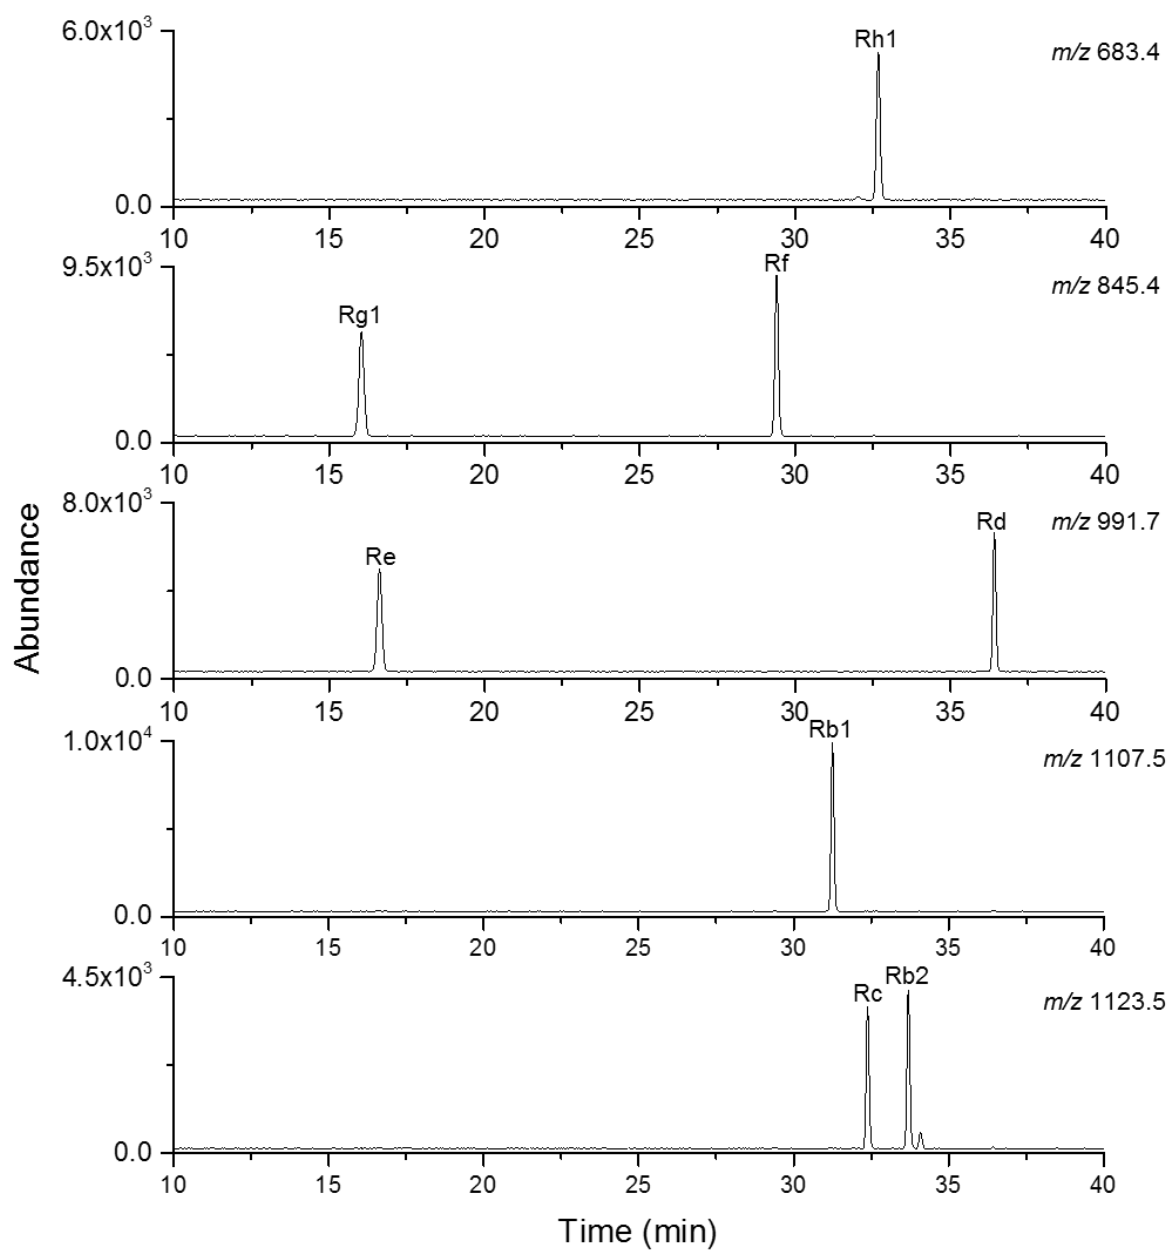 6.0x10³
Rh1
m/z 683.4
0.0
10 15 20 25 30 35 40
9.5x10³
Rf
m/z 845.4
Rg1
0.0
10 15 20 25 30 35 40
8.0x10³
Rd
m/z 991.7
Re
0.0
10 15 20 25 30 35 40
Abundance
1.0x10⁴
Rb1
m/z 1107.5
0.0
10 15 20 25 30 35 40
4.5x10³
Rc
Rb2
m/z 1123.5
0.0
10 15 20 25 30 35 40
Time (min)